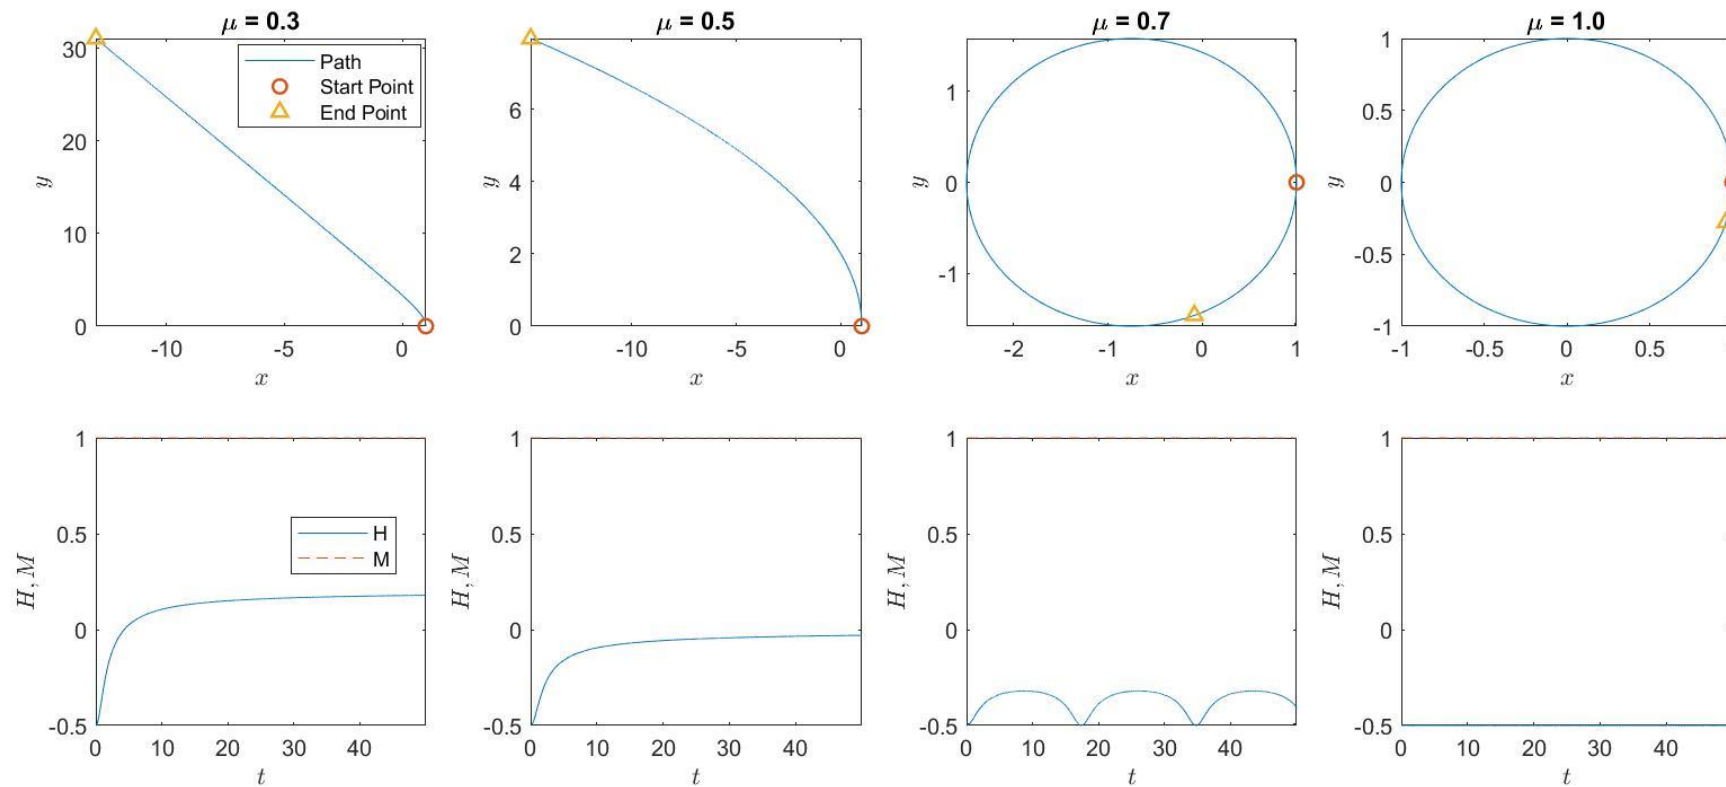 μ = 0.3
30
20
10
0
y
-10
-5
0
x
Path
Start Point
End Point
μ = 0.5
6
4
2
0
y
-10
-5
0
x
μ = 0.7
1
0
-1
y
-2
-1
0
1
x
μ = 1.0
1
0.5
0
-0.5
-1
y
-1
-0.5
0
0.5
x
1
0.5
0
-0.5
H, M
0
10
20
30
40
t
H
M
1
0.5
0
-0.5
H, M
0
10
20
30
40
t
1
0.5
0
-0.5
H, M
0
10
20
30
40
t
1
0.5
0
-0.5
H, M
0
10
20
30
40
t